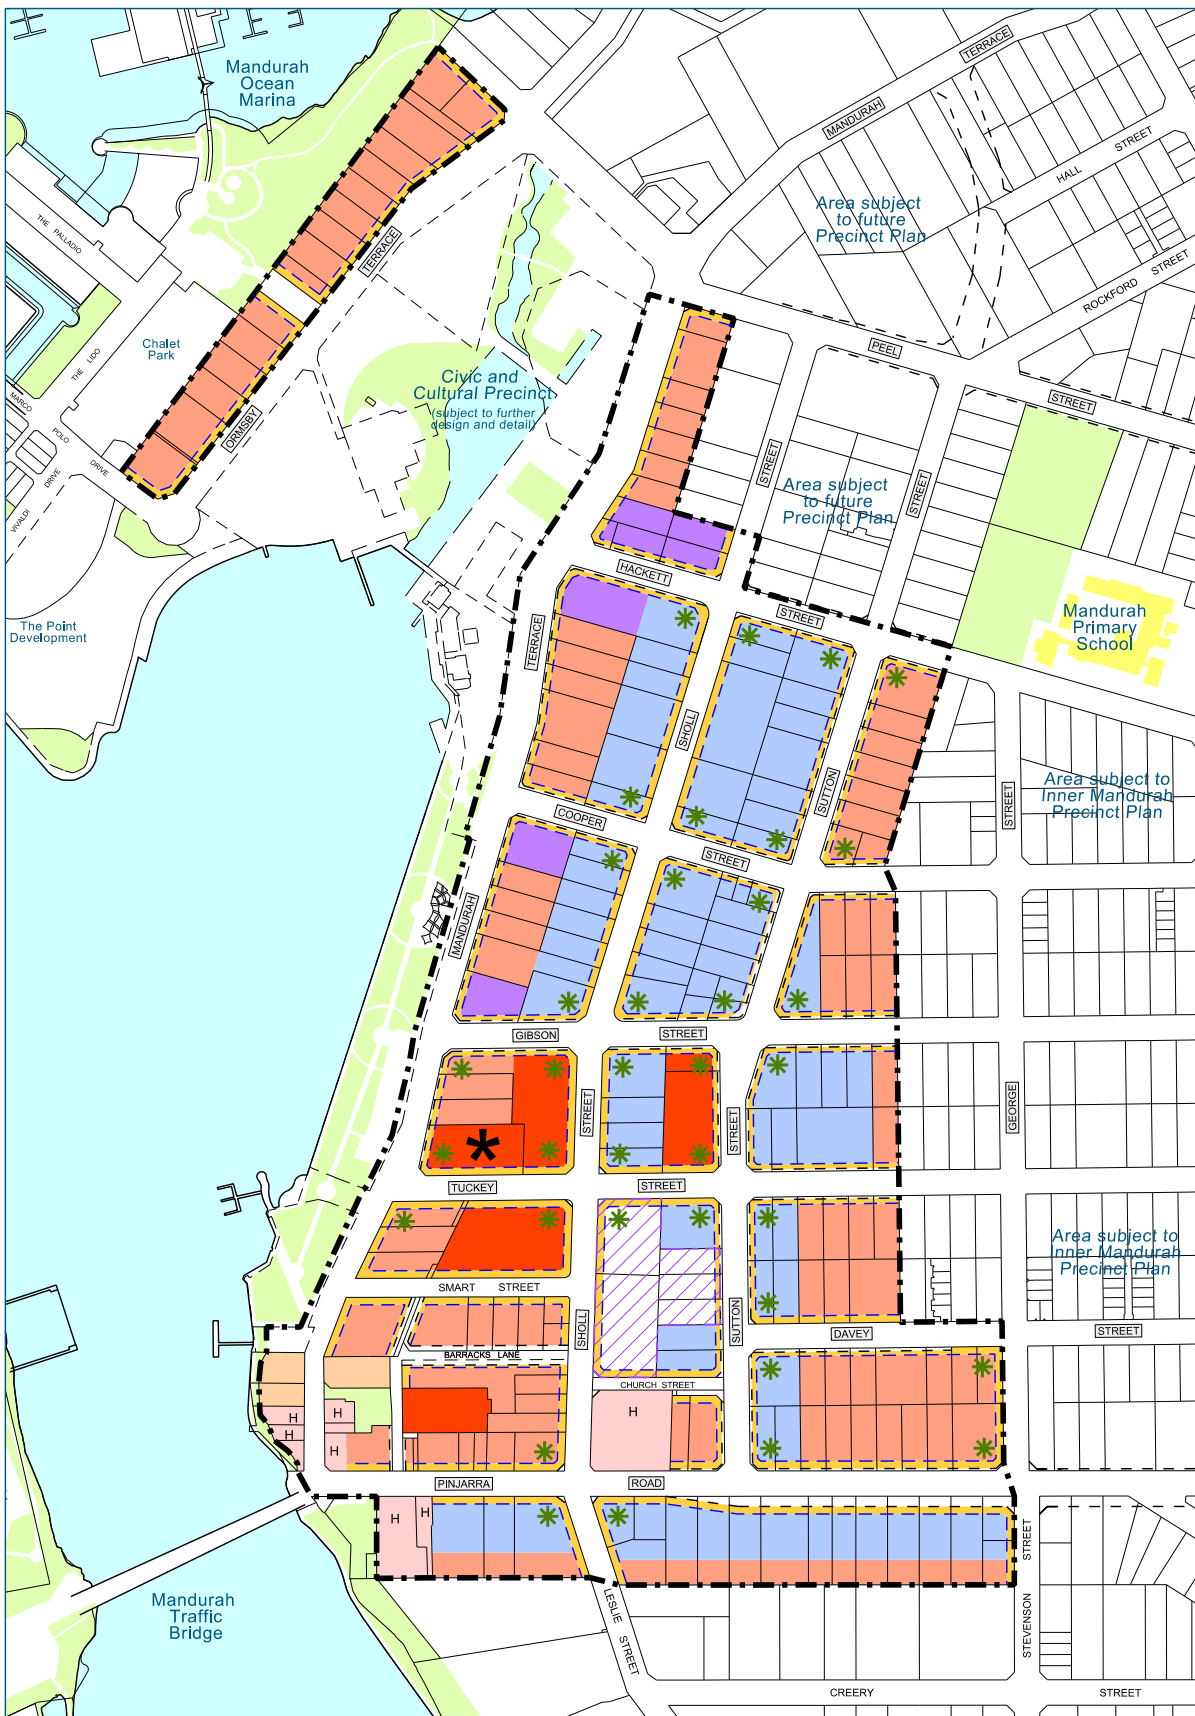 Mandurah
Ocean
Marina
TERRACE
MANDURAH
STREET
HALL
Area subject
to future
Precinct Plan
THE PALLADIO
TERRACE
STREET
ROCKFORD
Chalet
Park
THE LIDO
PEEL
Civic and
Cultural Precinct
(subject to further
design and detail)
STREET
MARCO
POLO
DRIVE
ORMSBY
VIVALDI
DRIVE
STREET
STREET
Area subject
to future
Precinct Plan
HACKETT
STREET
The Point
Development
TERRACE
Mandurah
Primary
School
SHOLL
SUTTON
STREET
Area subject to
Inner Mandurah
Precinct Plan
COOPER
STREET
MANDURAH
GIBSON
STREET
STREET
STREET
GEORGE
*
TUCKEY
STREET
Area subject to
Inner Mandurah
Precinct Plan
SMART STREET
SHOLL
SUTTON
DAVEY
STREET
BARRACKS LANE
CHURCH STREET
H
H
H
H
H
PINJARRA
ROAD
H
H
STREET
Mandurah
Traffic
Bridge
LESLIE STREET
STEVENSON
CREERY
STREET